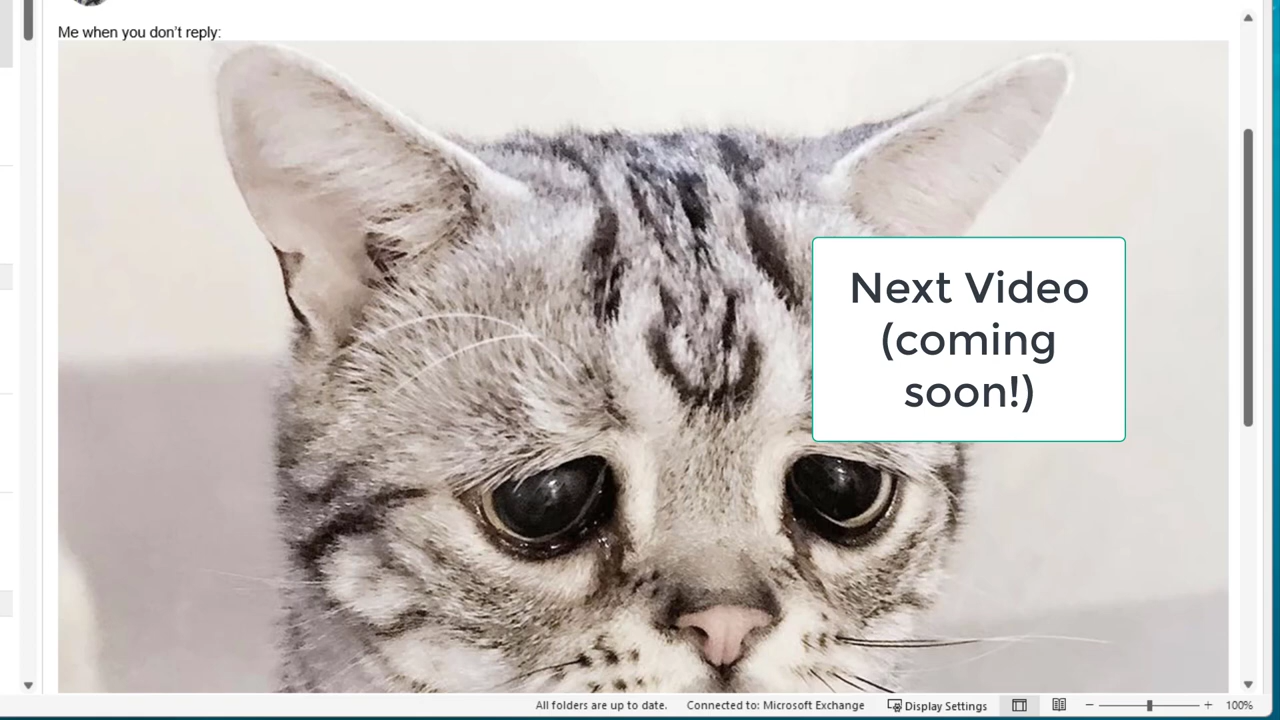 Me when you don't reply:
Next Video
(coming
soon!)
All folders are up to date. Connected to: Microsoft Exchange Display Settings 100%